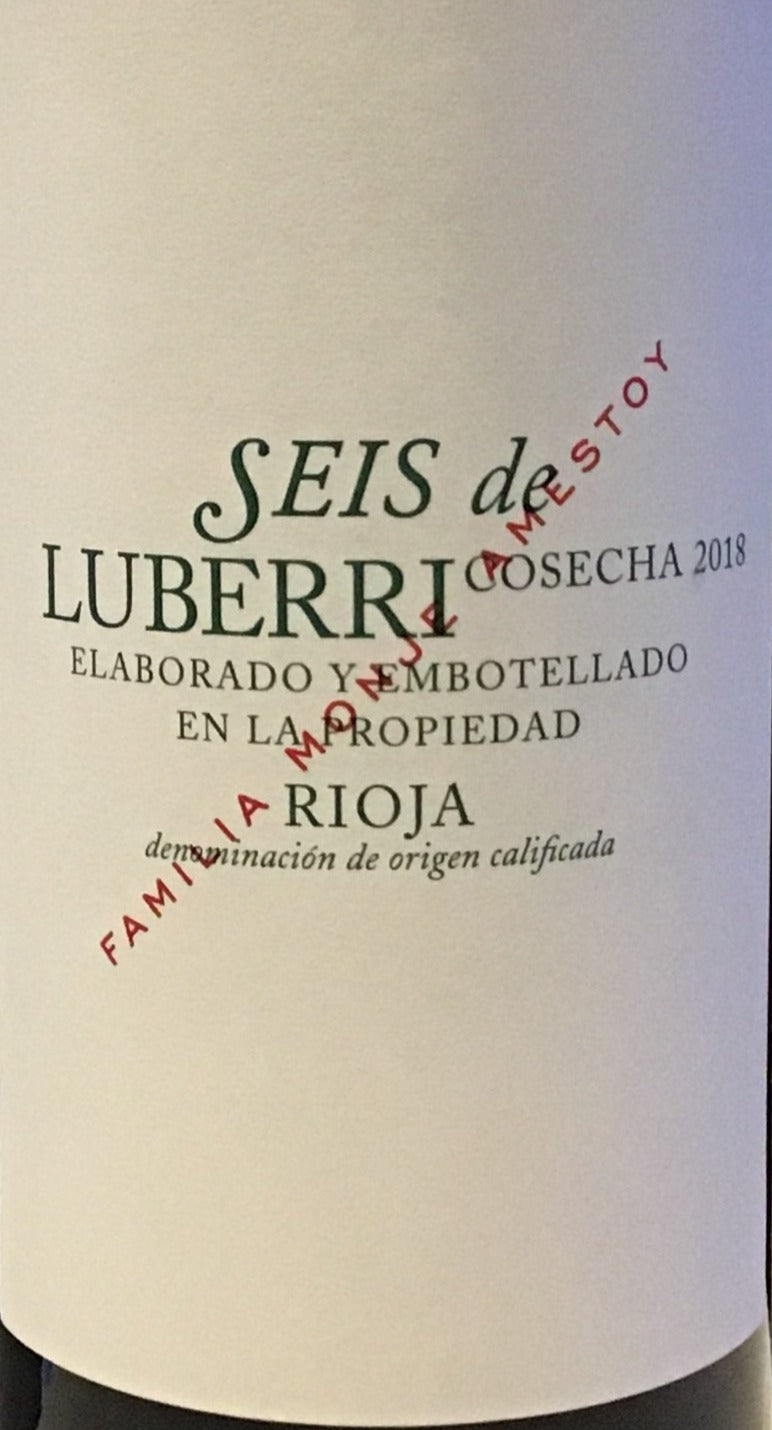 SEIS de
LUBERRI COSECHA 2018
ELABORADO Y EMBOTELLADO
EN LA PROPIEDAD
RIOJA
denominación de origen calificada
FAMILIA MONJE AMESTOY